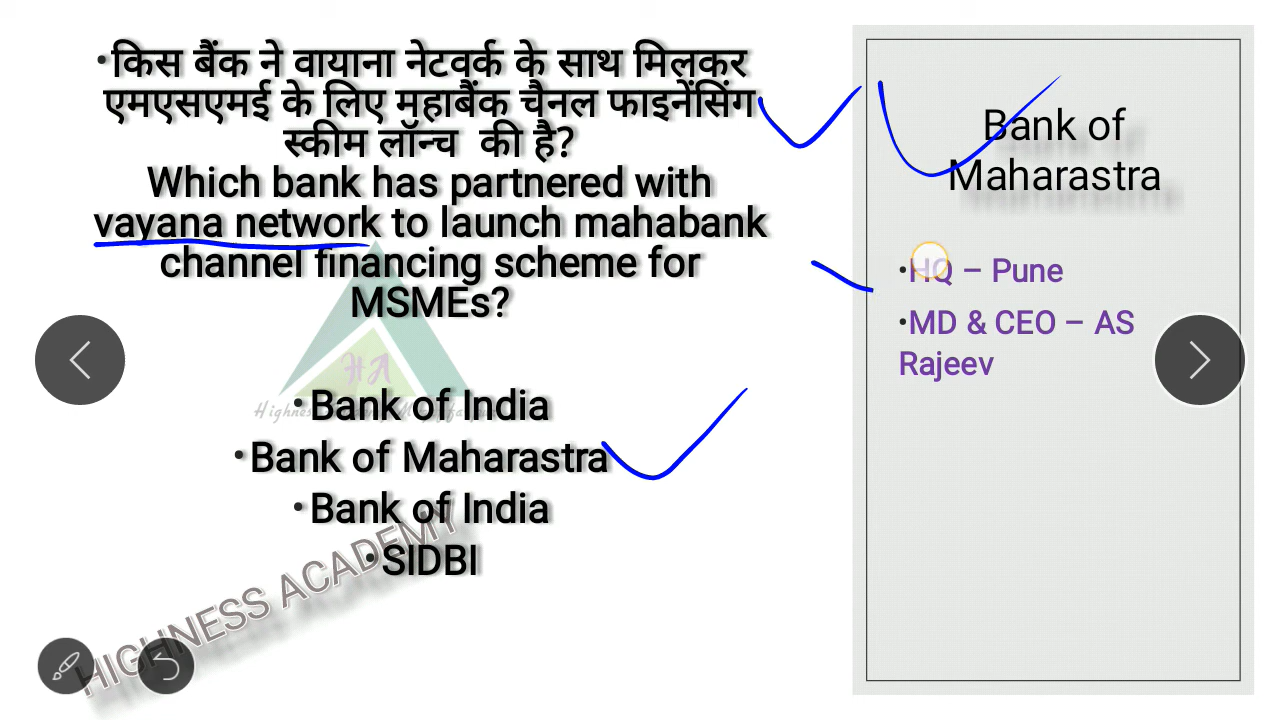 •किस बैंक ने वायाना नेटवर्क के साथ मिलकर
एमएसएमई के लिए महाबैंक चैनल फाइनेंसिंग
स्कीम लॉन्च की है?
Which bank has partnered with
vayana network to launch mahabank
channel financing scheme for
MSMEs?
HA
•Bank of India
•Bank of Maharastra
•Bank of India
•SIDBI
HIGHNESS ACADEMY
Bank of
Maharastra
•HQ – Pune
•MD & CEO – AS
Rajeev